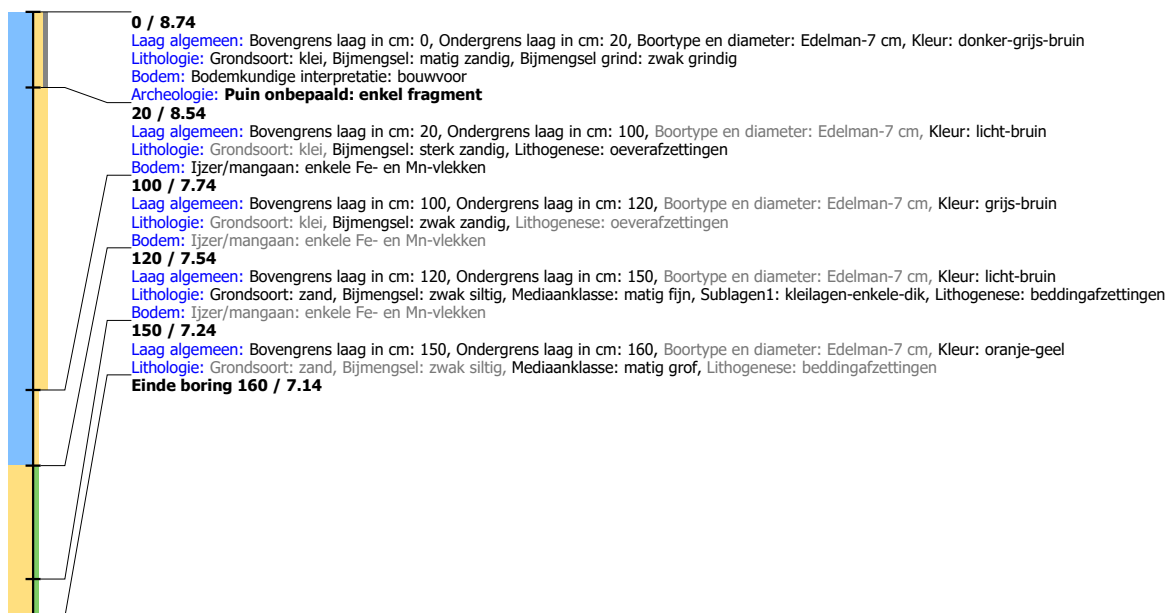 0 / 8.74
Laag algemeen: Bovengrens laag in cm: 0, Ondergrens laag in cm: 20, Boortype en diameter: Edelman-7 cm, Kleur: donker-grijs-bruin
Lithologie: Grondsoort: klei, Bijmengsel: matig zandig, Bijmengsel grind: zwak grindig
Bodem: Bodemkundige interpretatie: bouwvoor
Archeologie: Puin onbepaald: enkel fragment
20 / 8.54
Laag algemeen: Bovengrens laag in cm: 20, Ondergrens laag in cm: 100, Boortype en diameter: Edelman-7 cm, Kleur: licht-bruin
Lithologie: Grondsoort: klei, Bijmengsel: sterk zandig, Lithogenese: oeverafzettingen
Bodem: Ijzer/mangaan: enkele Fe- en Mn-vlekken
100 / 7.74
Laag algemeen: Bovengrens laag in cm: 100, Ondergrens laag in cm: 120, Boortype en diameter: Edelman-7 cm, Kleur: grijs-bruin
Lithologie: Grondsoort: klei, Bijmengsel: zwak zandig, Lithogenese: oeverafzettingen
Bodem: Ijzer/mangaan: enkele Fe- en Mn-vlekken
120 / 7.54
Laag algemeen: Bovengrens laag in cm: 120, Ondergrens laag in cm: 150, Boortype en diameter: Edelman-7 cm, Kleur: licht-bruin
Lithologie: Grondsoort: zand, Bijmengsel: zwak siltig, Mediaanklasse: matig fijn, Sublagen1: kleilagen-enkele-dik, Lithogenese: beddingafzettingen
Bodem: Ijzer/mangaan: enkele Fe- en Mn-vlekken
150 / 7.24
Laag algemeen: Bovengrens laag in cm: 150, Ondergrens laag in cm: 160, Boortype en diameter: Edelman-7 cm, Kleur: oranje-geel
Lithologie: Grondsoort: zand, Bijmengsel: zwak siltig, Mediaanklasse: matig grof, Lithogenese: beddingafzettingen
Einde boring 160 / 7.14